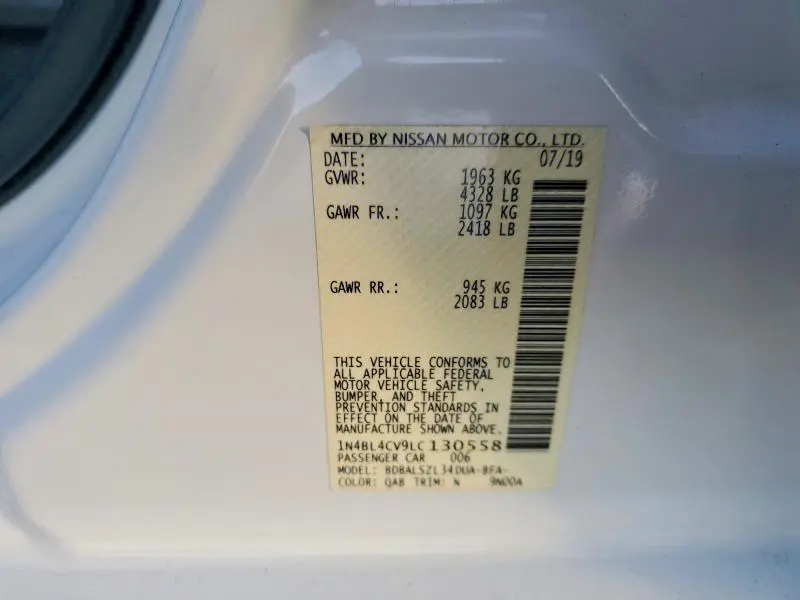 MFD BY NISSAN MOTOR CO., LTD.
DATE: 07/19
GVWR: 1963 KG
4328 LB
GAWR FR.: 1097 KG
2418 LB
GAWR RR.: 945 KG
2083 LB
THIS VEHICLE CONFORMS TO
ALL APPLICABLE FEDERAL
MOTOR VEHICLE SAFETY,
BUMPER, AND THEFT
PREVENTION STANDARDS IN
EFFECT ON THE DATE OF
MANUFACTURE SHOWN ABOVE.
1N4BL4CV9LC130558
PASSENGER CAR 006
MODEL: BDBALSZL34DUA-BFA-
COLOR: QAB TRIM: N 9N00A